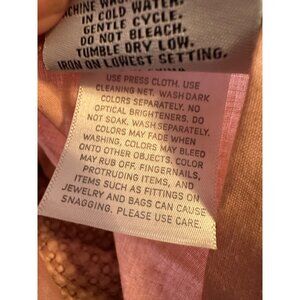 MACHINE WASH
IN COLD WATER.
GENTLE CYCLE.
DO NOT BLEACH.
TUMBLE DRY LOW.
IRON ON LOWEST SETTING.
USE PRESS CLOTH. USE
CLEANING NET. WASH DARK
COLORS SEPARATELY. NO
OPTICAL BRIGHTENERS. DO
NOT SOAK. WASH SEPARATELY.
COLORS MAY FADE WHEN
WASHING, COLORS MAY BLEED
ONTO OTHER OBJECTS. COLOR
MAY RUB OFF. FINGERNAILS,
PROTRUDING ITEMS, AND
ITEMS SUCH AS FITTINGS ON
JEWELRY AND BAGS CAN CAUSE
SNAGGING. PLEASE USE CARE.